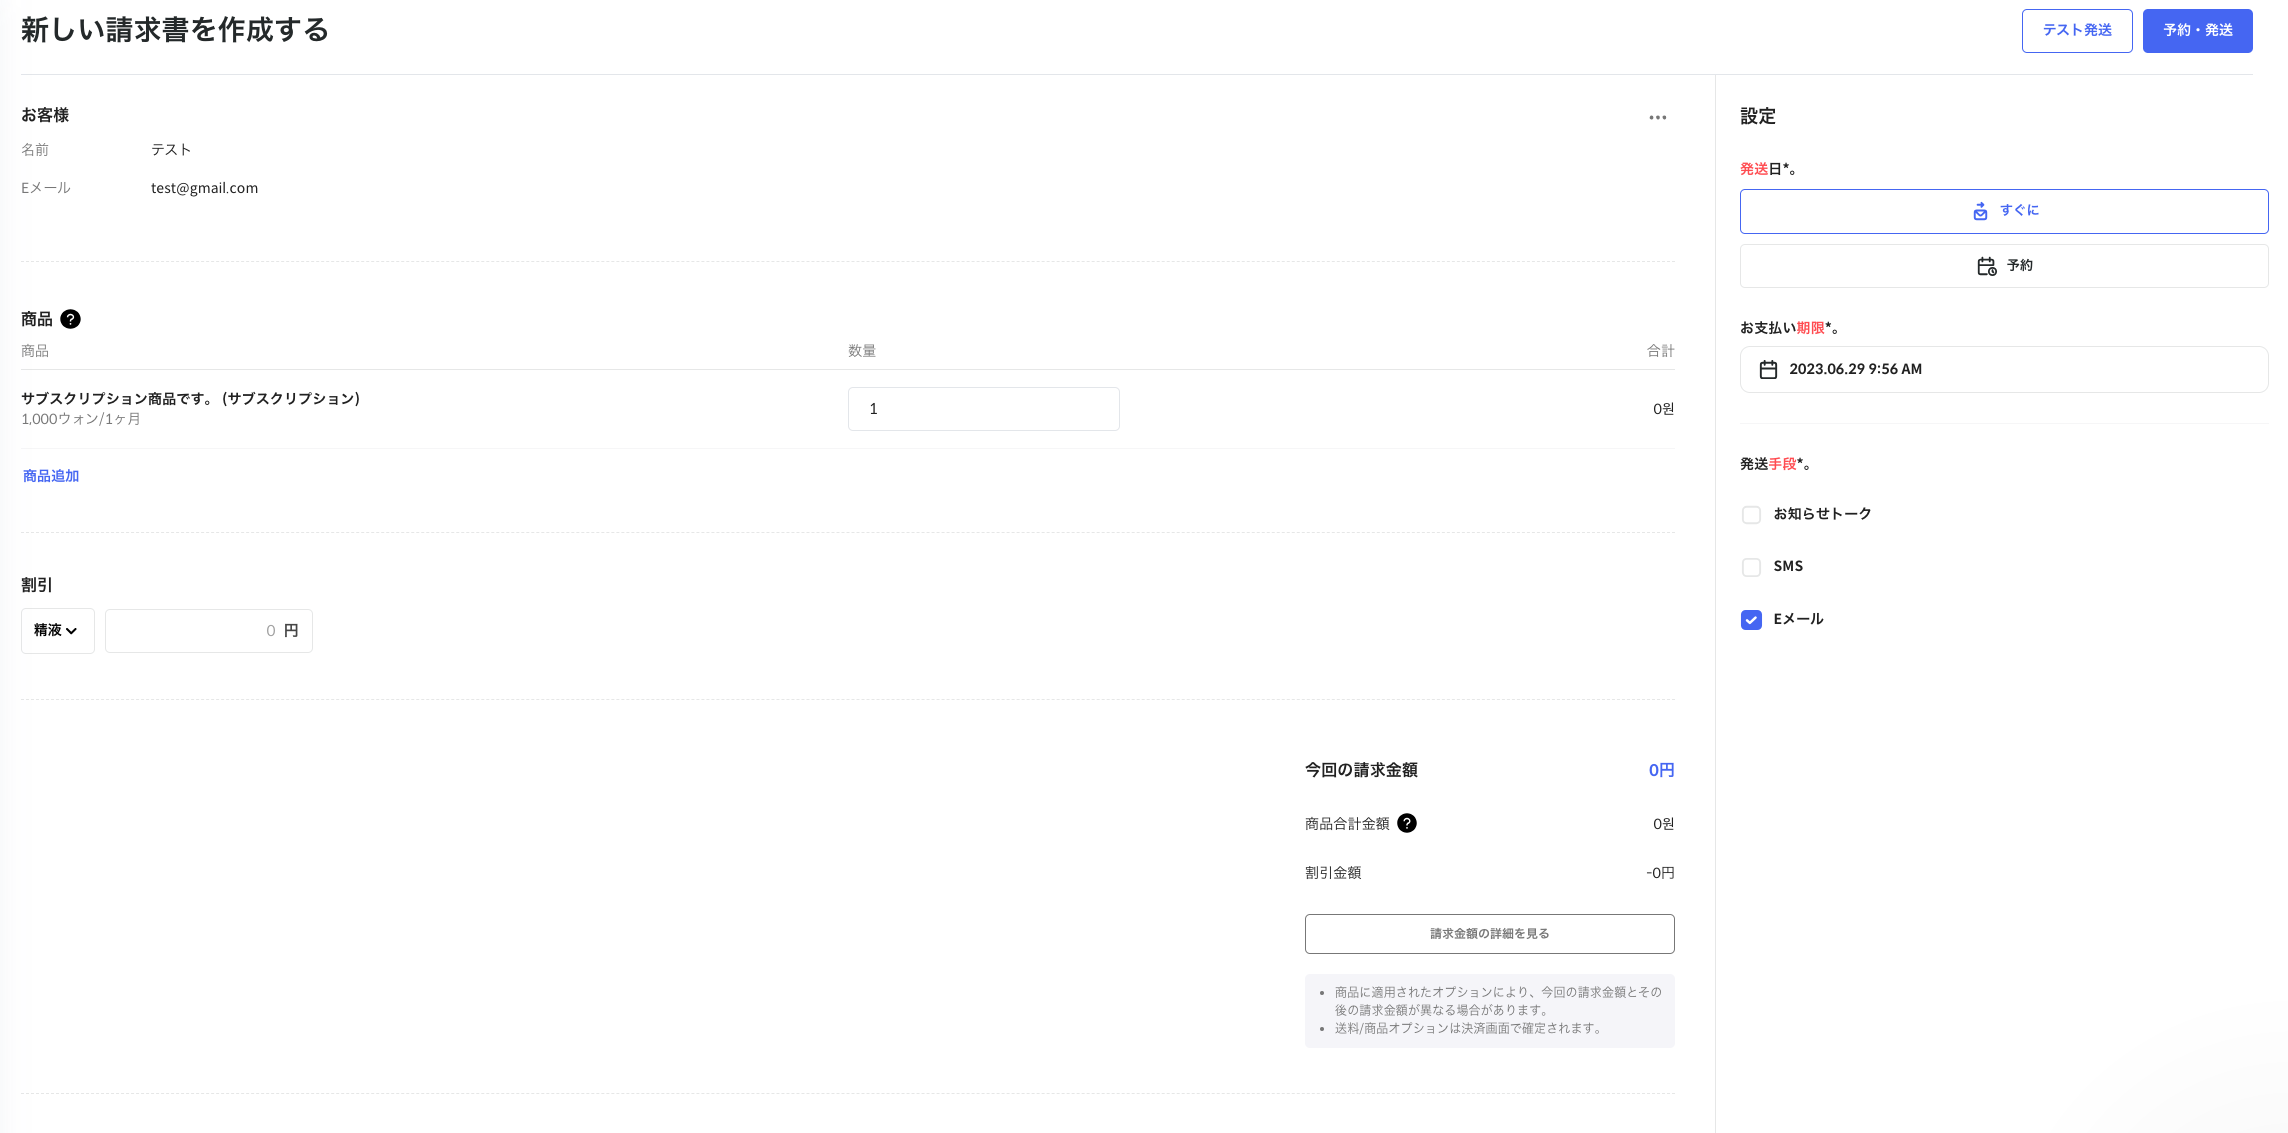 新しい請求書を作成する
テスト発送
予約・発送
お客様
名前
テスト
Eメール
test@gmail.com
商品 ?
商品
数量
合計
サブスクリプション商品です。 (サブスクリプション)
1,000ウォン/1ヶ月
1
0원
商品追加
割引
精液
0 円
今回の請求金額
0円
商品合計金額 ?
0원
割引金額
-0円
請求金額の詳細を見る
• 商品に適用されたオプションにより、今回の請求金額とその
後の請求金額が異なる場合があります。
• 送料/商品オプションは決済画面で確定されます。
設定
発送日*。
すぐに
予約
お支払い期限*。
2023.06.29 9:56 AM
発送手段*。
お知らせトーク
SMS
Eメール